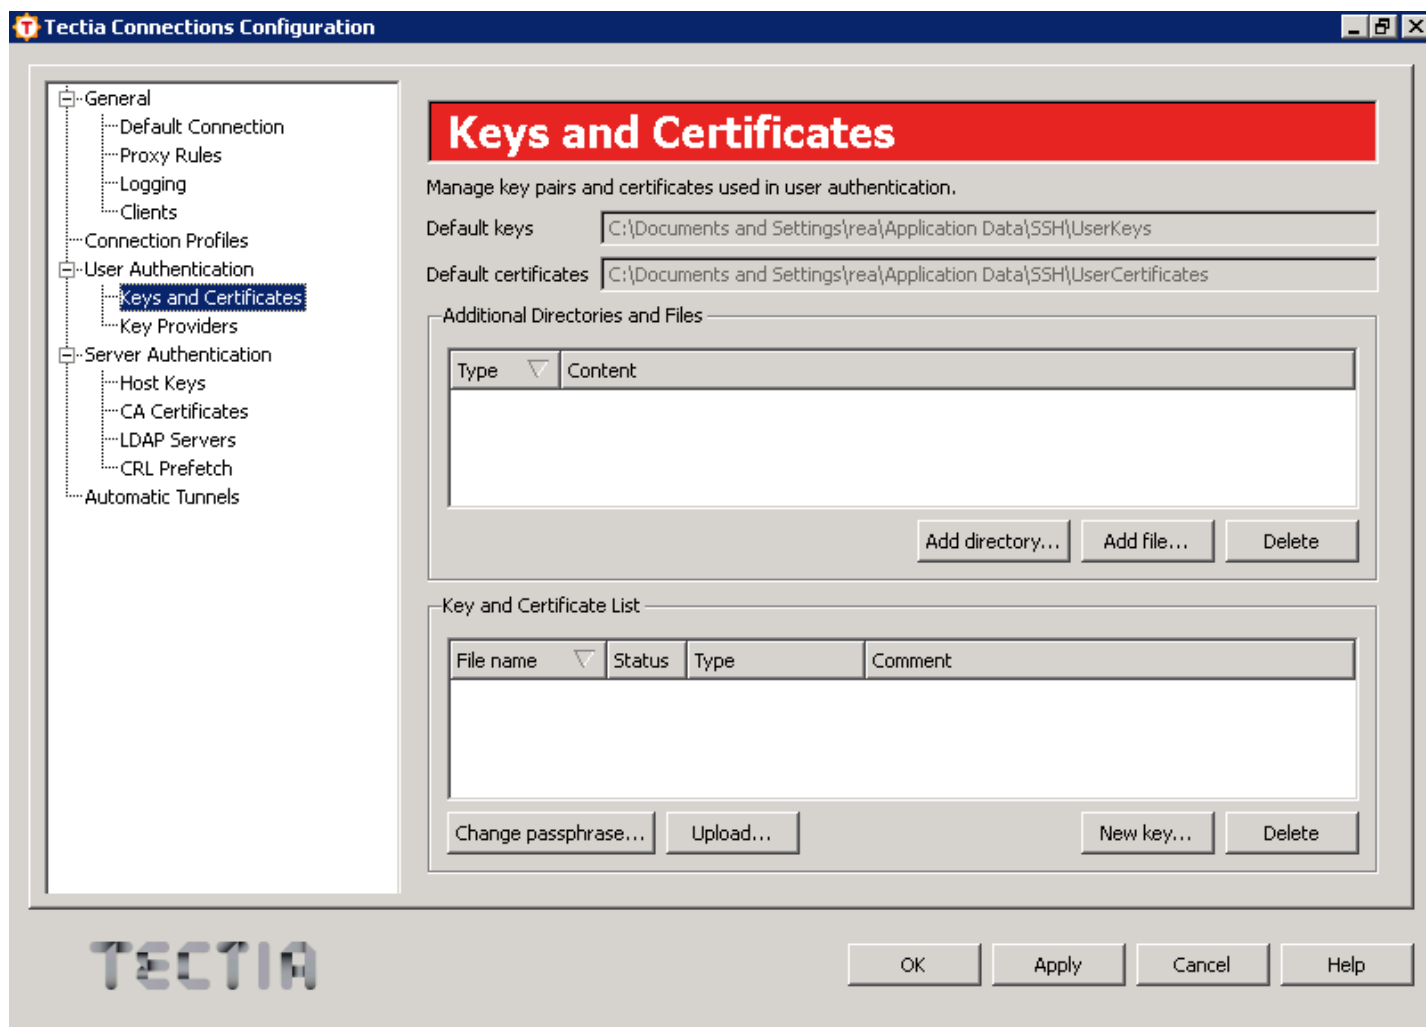 Tectia Connections Configuration
General
Default Connection
Proxy Rules
Logging
Clients
Connection Profiles
User Authentication
Keys and Certificates
Key Providers
Server Authentication
Host Keys
CA Certificates
LDAP Servers
CRL Prefetch
Automatic Tunnels
Keys and Certificates
Manage key pairs and certificates used in user authentication.
Default keys C:\Documents and Settings\rea\Application Data\SSH\UserKeys
Default certificates C:\Documents and Settings\rea\Application Data\SSH\UserCertificates
Additional Directories and Files
Type Content
Add directory... Add file... Delete
Key and Certificate List
File name Status Type Comment
Change passphrase... Upload... New key... Delete
TECTIA
OK Apply Cancel Help